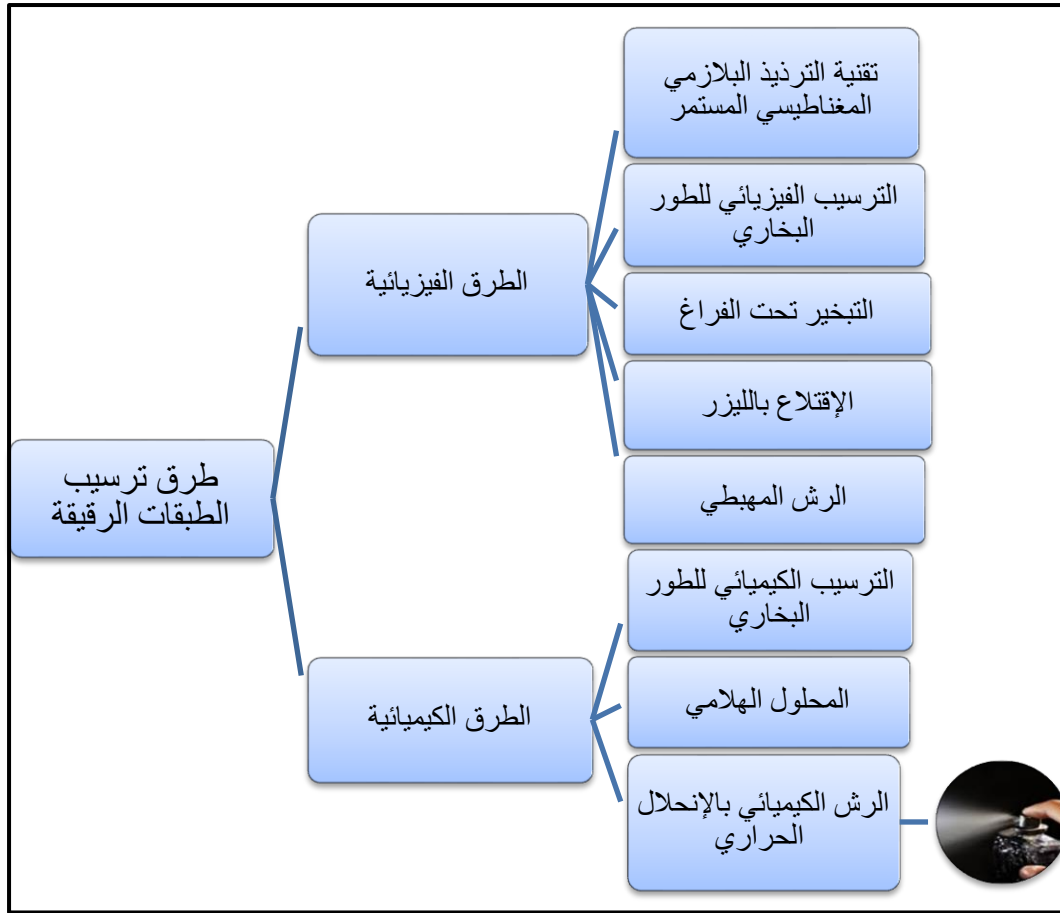 طرق ترسيب
الطبقات الرقيقة
الطرق الفيزيائية
تقنية الترذيذ البلازمي
المغناطيسي المستمر
الترسيب الفيزيائي للطور
البخاري
التبخير تحت الفراغ
الإقتلاع بالليزر
الرش المهبطي
الطرق الكيميائية
الترسيب الكيميائي للطور
البخاري
المحلول الهلامي
الرش الكيميائي بالإنحلال
الحراري